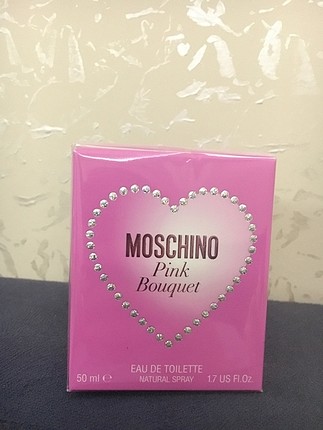 MOSCHINO
Pink
Bouquet
EAU DE TOILETTE
50 ml ℮ NATURAL SPRAY 1.7 US Fl.Oz.